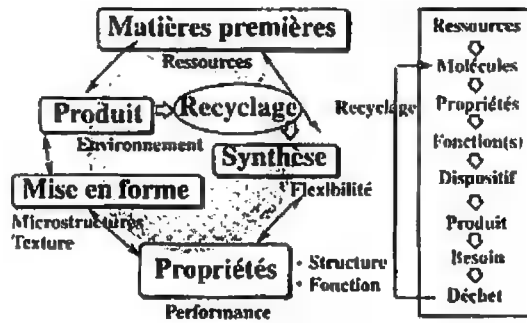 Matières premières
Ressources
Produit
Recyclage
Environnement
Synthèse
Flexibilité
Mise en forme
Microstructures
Texture
Propriétés
• Structure
• Fonction
Performance
Ressources
Molécules
Recyclage
Propriétés
Fonction(s)
Dispositif
Produit
Besoin
Déchet